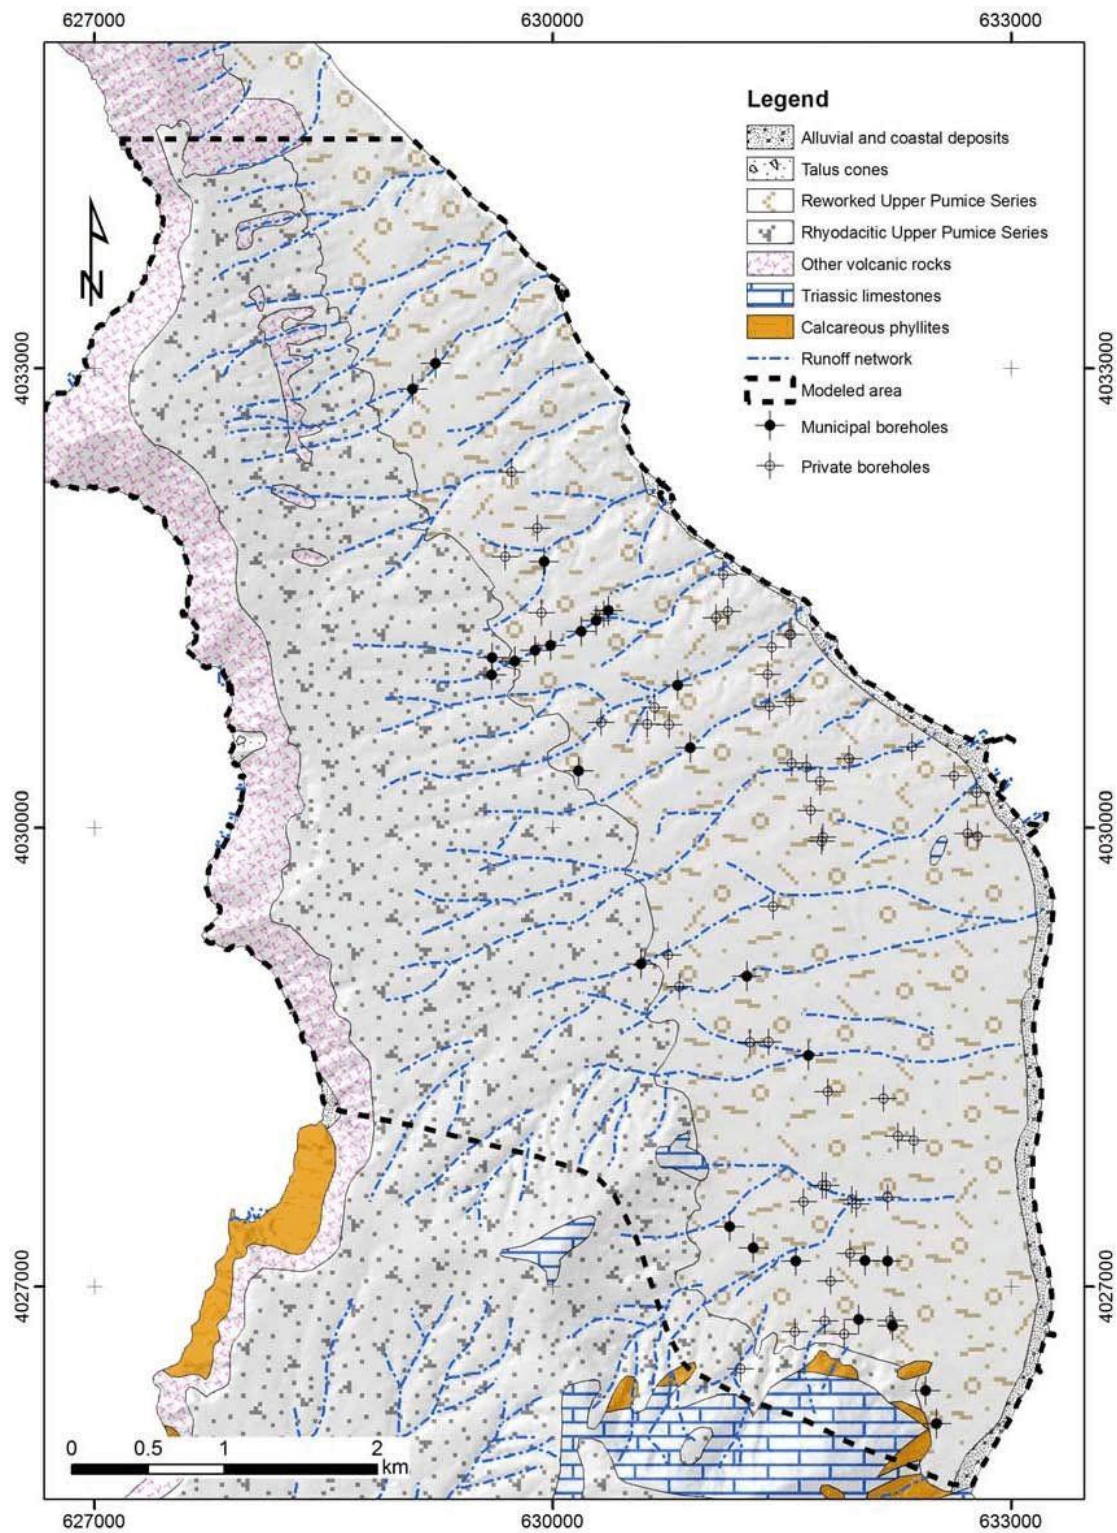 627000 630000 633000
Legend
Alluvial and coastal deposits
Talus cones
Reworked Upper Pumice Series
Rhyodacitic Upper Pumice Series
Other volcanic rocks
Triassic limestones
Calcareous phyllites
Runoff network
Modeled area
Municipal boreholes
Private boreholes
N
4033000 4033000
4030000 4030000
4027000 4027000
0 0.5 1 2
km
627000 630000 633000